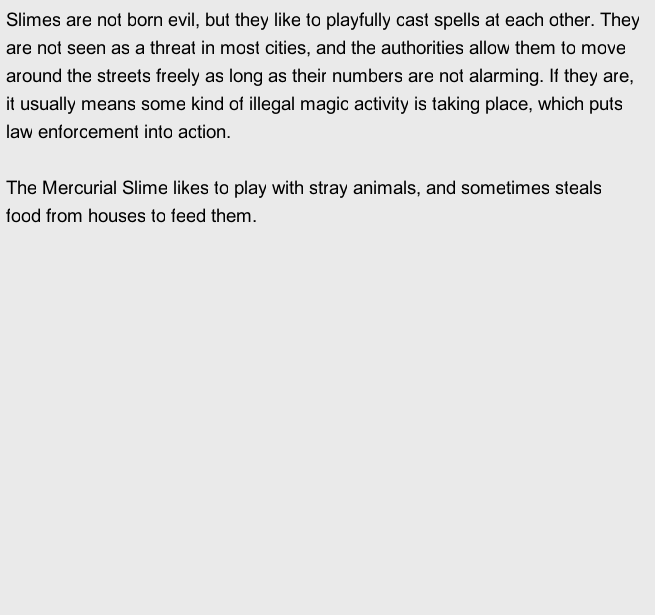 Slimes are not born evil, but they like to playfully cast spells at each other. They
are not seen as a threat in most cities, and the authorities allow them to move
around the streets freely as long as their numbers are not alarming. If they are,
it usually means some kind of illegal magic activity is taking place, which puts
law enforcement into action.

The Mercurial Slime likes to play with stray animals, and sometimes steals
food from houses to feed them.